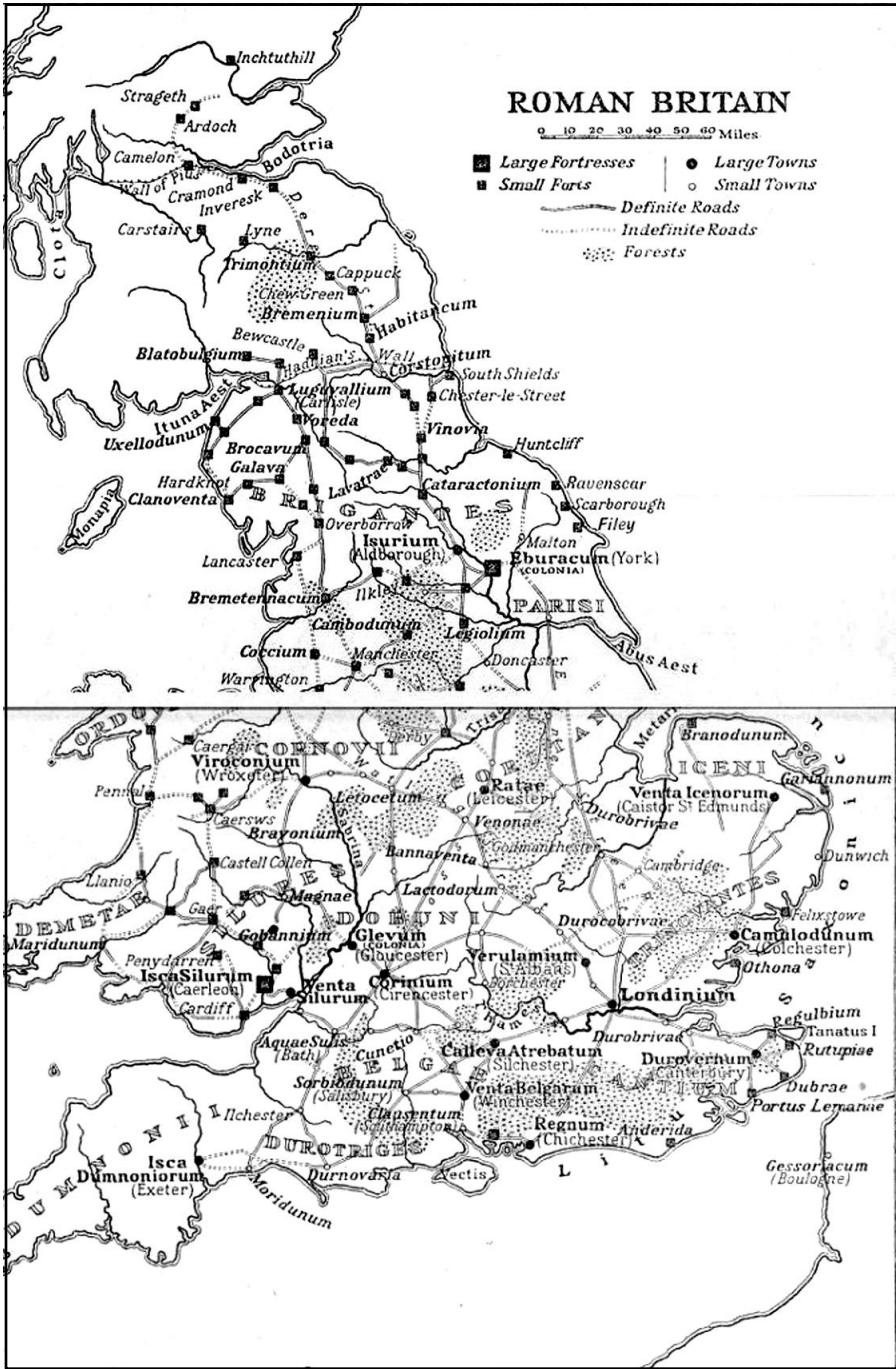 ROMAN BRITAIN
0 10 20 30 40 50 60 Miles
Large Fortresses
Large Towns
Small Forts
Small Towns
Definite Roads
Indefinite Roads
Forests
Inchtuthill
Strageth
Ardoch
Camelon
Bodotria
Wall of Pius
Cramond
Inveresk
Clota
Carstairs
Lyne
Trimontium
Cappuck
Chew Green
Bremenium
Habitancum
Bewcastle
Hadrian's Wall
Blatobulgium
Corstopitum
South Shields
Ituna Aest
Luguvallium
(Carlisle)
Chester-le-Street
Uxellodunum
Voreda
Vinovia
Brocavum
Huntcliff
Galava
Hardknot
Lavatrae
Cataractonium
Ravenscar
Clanoventa
BRIGANTES
Scarborough
Filey
Monapia
Overborrow
Malton
Isurium
(Aldborough)
Eburacum (York)
(COLONIA)
Lancaster
Ilkley
Bremetennacum
PARISI
Cambodunum
Legiolium
Abus Aest
Coccium
Manchester
Doncaster
Warrington
ORDOV
Caergai
CORNOVII
Derby
Metari
Branodunum
Viroconium
(Wroxeter)
ICENI
Gariannonum
Pennal
Letocetum
Ratae
(Leicester)
Venta Icenorum
(Caistor St Edmunds)
Caersws
Sabrina
Durobrivae
Bravonium
Venonae
Godmanchester
Castell Collen
Bannaventa
Cambridge
Dunwich
Llanio
Magnae
Lactodorum
SILURES
DEMETAE
Gaer
DOBUNI
Durocobrivae
TRINOVANTES
Felixstowe
Maridunum
Gobannium
Glevum
(COLONIA)
(Gloucester)
Camulodunum
(Colchester)
Penydarren
Verulamium
(St Albans)
Othona
Isca Silurum
(Caerleon)
Venta
Silurum
Corinium
(Cirencester)
Dorchester
Londinium
Cardiff
Regulbium
Tanatus I
Aquae Sulis
(Bath)
Cunetio
Durobrivae
Rutupiae
Calleva Atrebatum
(Silchester)
Durovernum
(Canterbury)
BELGAE
CANTIUM
Sorbiodunum
(Salisbury)
Venta Belgarum
(Winchester)
Dubrae
Portus Lemanae
Ilchester
Clausentum
(Southampton)
Regnum
(Chichester)
Anderida
DUROTRIGES
DUMNONII
Isca
Dumnoniorum
(Exeter)
Moridunum
Durnovaria
Vectis
Gessoriacum
(Boulogne)